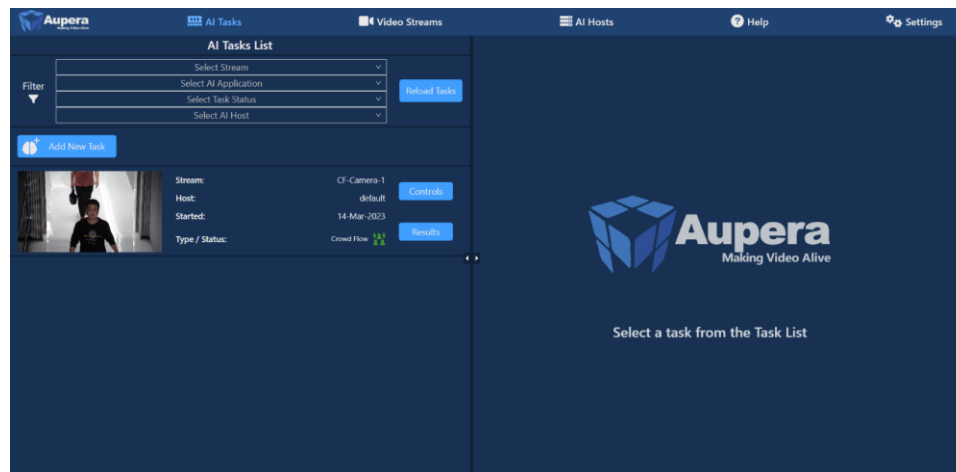 Aupera
Making Video Alive
AI Tasks
Video Streams
AI Hosts
Help
Settings
AI Tasks List
Filter
Select Stream
Select AI Application
Select Task Status
Select AI Host
Reload Tasks
Add New Task
Stream: CF-Camera-1
Host: default
Started: 14-Mar-2023
Type / Status: Crowd Flow
Controls
Results
Aupera
Making Video Alive
Select a task from the Task List